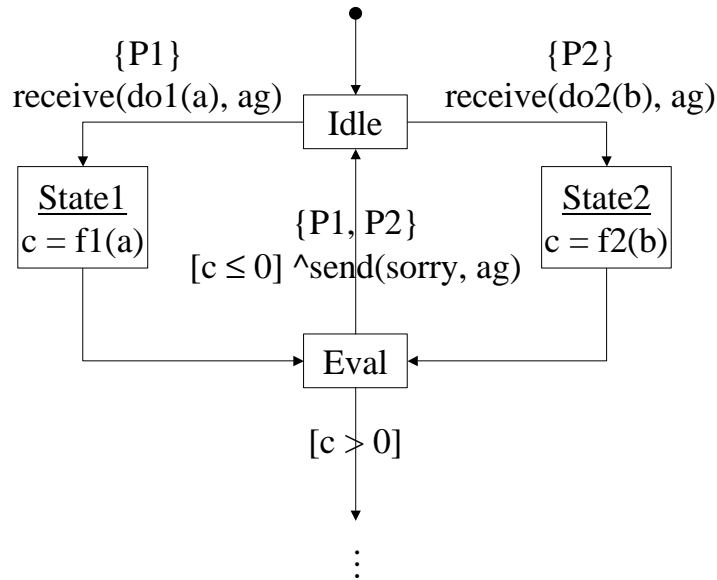 {P1}
receive(do1(a), ag)
{P2}
receive(do2(b), ag)
Idle
State1
c = f1(a)
{P1, P2}
[c ≤ 0] ^send(sorry, ag)
State2
c = f2(b)
Eval
[c > 0]
⋮